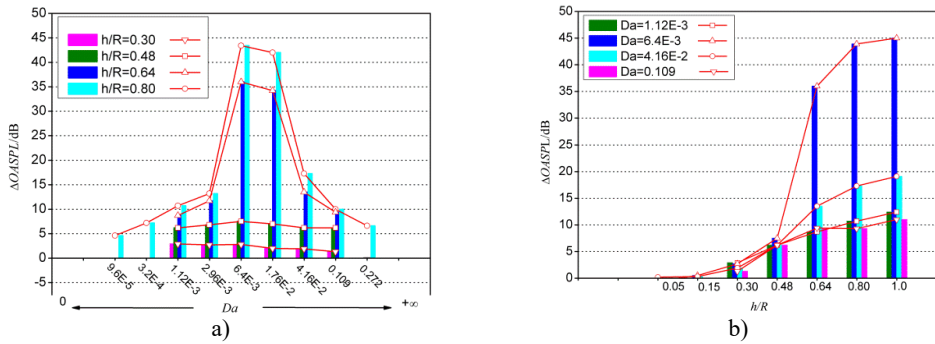 50
45
40
35
30
25
20
15
10
5
0
-5
ΔOASPL/dB
h/R=0.30
h/R=0.48
h/R=0.64
h/R=0.80
9.6E-5
3.2E-4
1.12E-3
2.96E-3
6.4E-3
1.76E-2
4.16E-2
0.109
0.272
0
Da
+∞
a)
50
45
40
35
30
25
20
15
10
5
0
ΔOASPL/dB
Da=1.12E-3
Da=6.4E-3
Da=4.16E-2
Da=0.109
0.05 0.15 0.30 0.48 0.64 0.80 1.0
h/R
b)